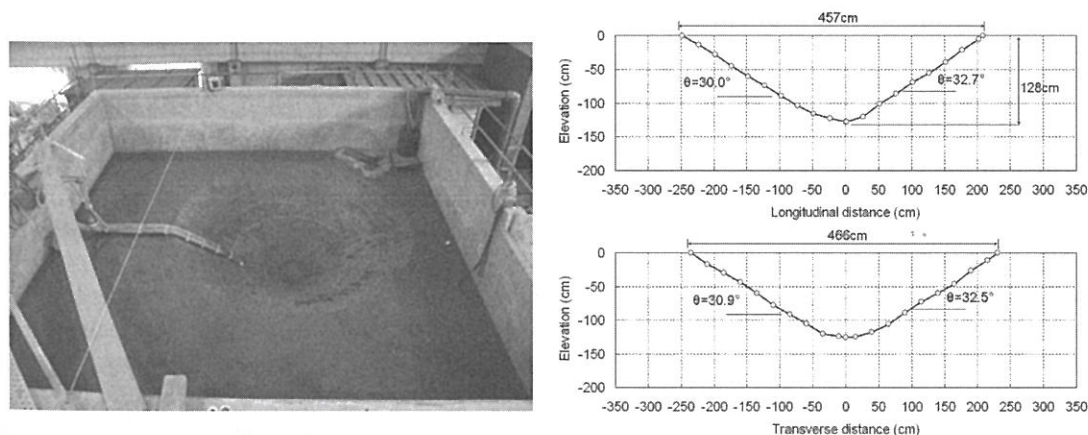 457cm
0
-50
-100
-150
-200
Elevation (cm)
θ=30.0°
θ=32.7°
128cm
-350 -300 -250 -200 -150 -100 -50 0 50 100 150 200 250 300 350
Longitudinal distance (cm)
466cm
0
-50
-100
-150
-200
Elevation (cm)
θ=30.9°
θ=32.5°
-350 -300 -250 -200 -150 -100 -50 0 50 100 150 200 250 300 350
Transverse distance (cm)